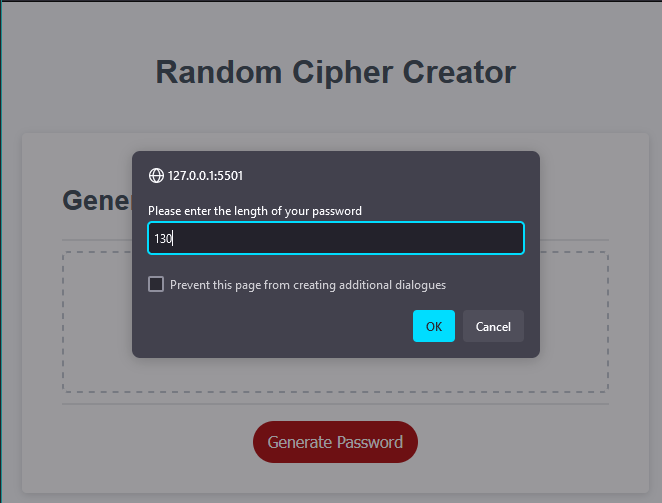 Random Cipher Creator
127.0.0.1:5501
Please enter the length of your password
130
Prevent this page from creating additional dialogues
OK Cancel
Generate Password